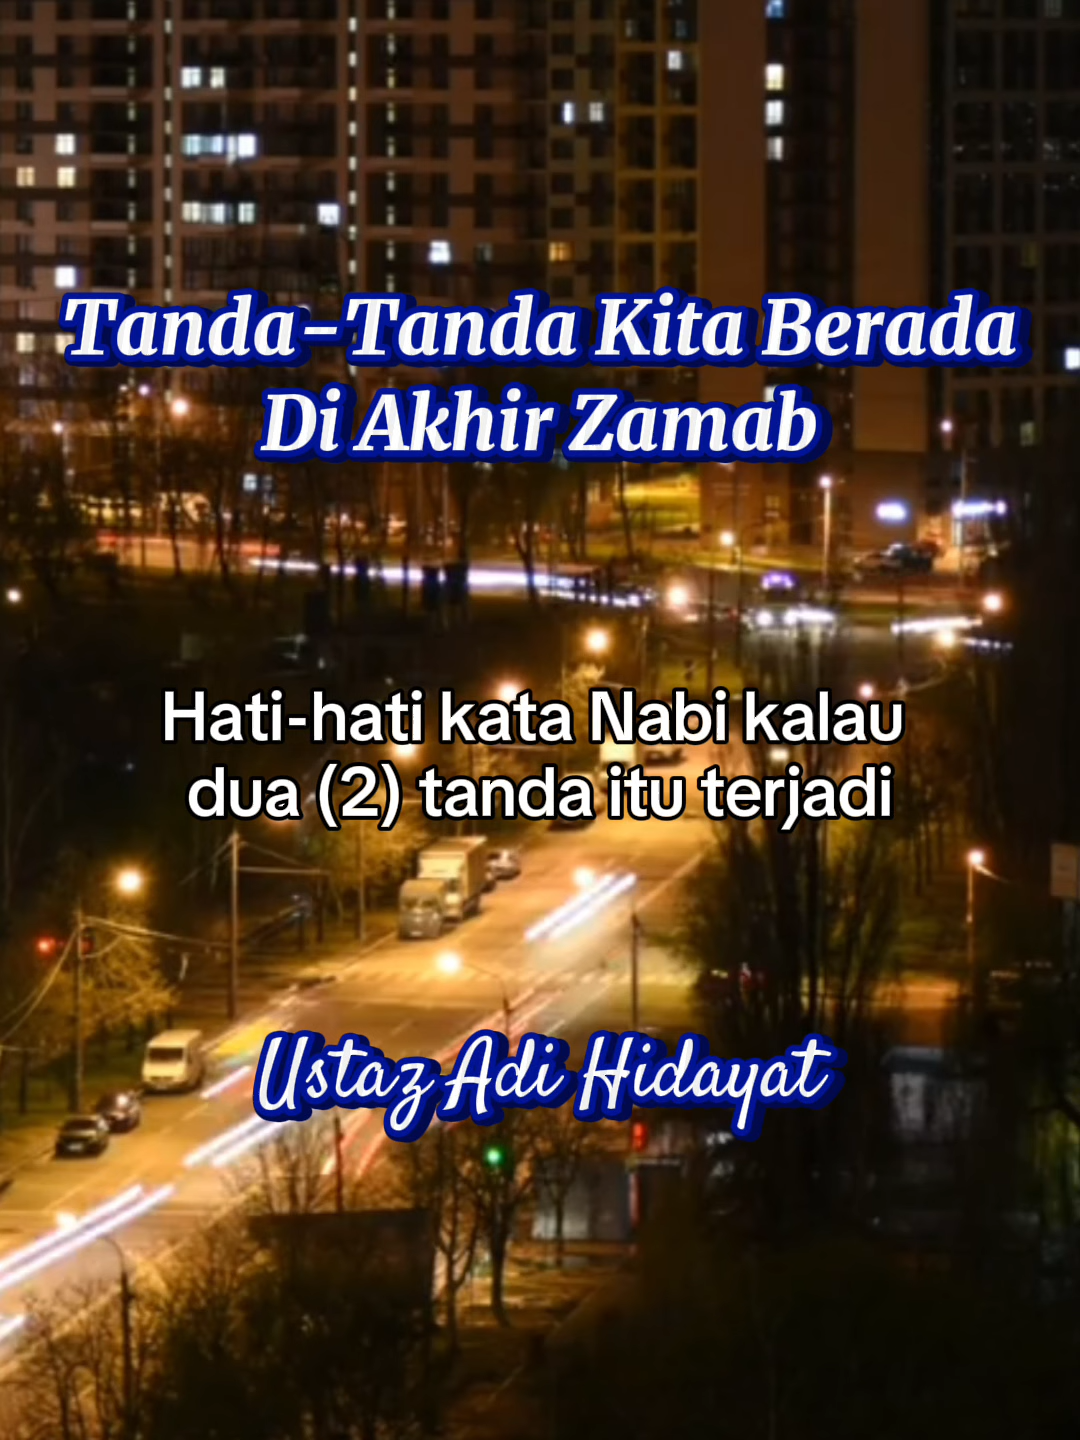 Tanda-Tanda Kita Berada
Di Akhir Zamab
Hati-hati kata Nabi kalau
dua (2) tanda itu terjadi
Ustaz Adi Hidayat